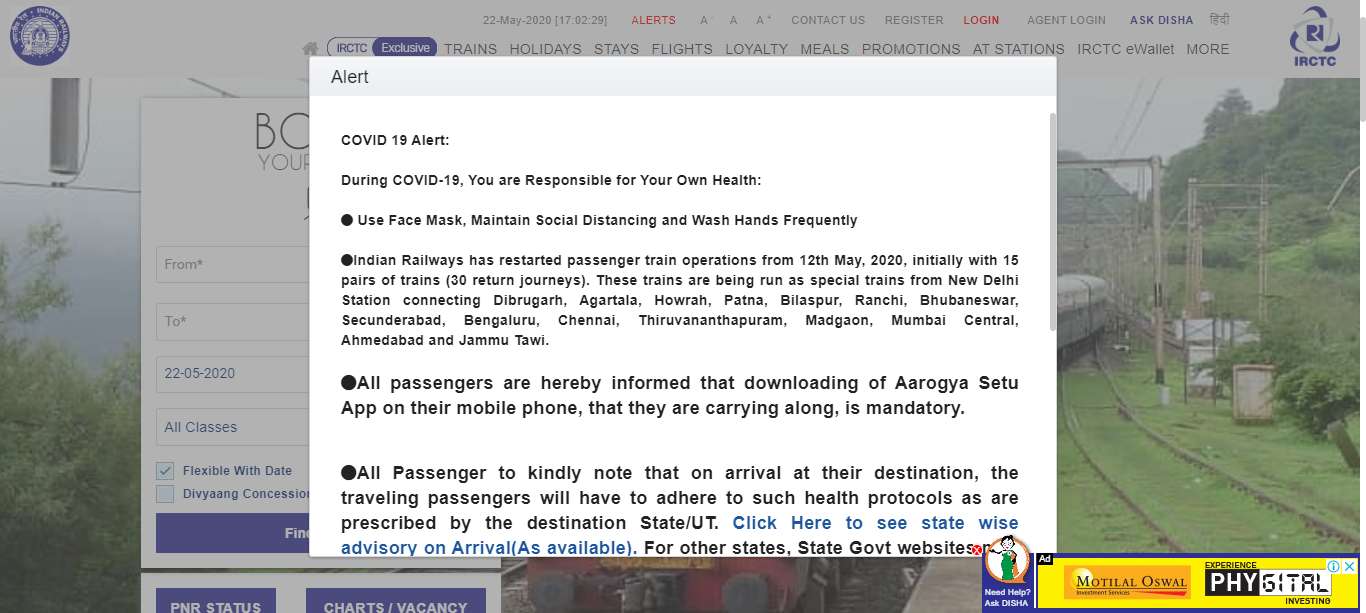 22-May-2020 [17:02:29] ALERTS A- A A+ CONTACT US REGISTER LOGIN AGENT LOGIN ASK DISHA हिंदी
IRCTC Exclusive TRAINS HOLIDAYS STAYS FLIGHTS LOYALTY MEALS PROMOTIONS AT STATIONS IRCTC eWallet MORE
IRCTC
Alert
COVID 19 Alert:
During COVID-19, You are Responsible for Your Own Health:
● Use Face Mask, Maintain Social Distancing and Wash Hands Frequently
●Indian Railways has restarted passenger train operations from 12th May, 2020, initially with 15
pairs of trains (30 return journeys). These trains are being run as special trains from New Delhi
Station connecting Dibrugarh, Agartala, Howrah, Patna, Bilaspur, Ranchi, Bhubaneswar,
Secunderabad, Bengaluru, Chennai, Thiruvananthapuram, Madgaon, Mumbai Central,
Ahmedabad and Jammu Tawi.
●All passengers are hereby informed that downloading of Aarogya Setu
App on their mobile phone, that they are carrying along, is mandatory.
●All Passenger to kindly note that on arrival at their destination, the
traveling passengers will have to adhere to such health protocols as are
prescribed by the destination State/UT. Click Here to see state wise
advisory on Arrival(As available). For other states, State Govt websites
BO
YOUR
From*
To*
22-05-2020
All Classes
Flexible With Date
Divyaang Concession
Find
PNR STATUS CHARTS / VACANCY
Need Help?
Ask DISHA
Ad
MOTILAL OSWAL
Investment Services
EXPERIENCE
PHYGITAL
INVESTING